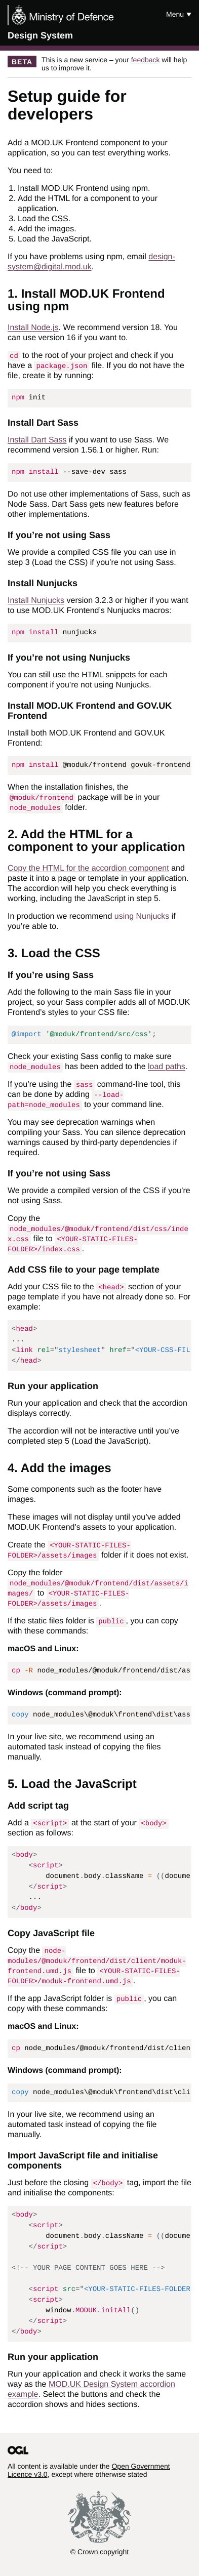 Ministry of Defence
Menu ▼
Design System
BETA
This is a new service – your feedback will help
us to improve it.
Setup guide for
developers
Add a MOD.UK Frontend component to your
application, so you can test everything works.
You need to:
1. Install MOD.UK Frontend using npm.
2. Add the HTML for a component to your
application.
3. Load CSS.
4. Add the images.
5. Load the JavaScript.
If you have problems using npm, email design-
system@digital.mod.uk.
1. Install MOD.UK Frontend
using npm
Install Node.js. We recommend version 18. You
can use version 16 if you want to.
cd to the root of your project and check if you
have a package.json file. If you do not have the
file, create it by running:
npm init
Install Dart Sass
Install Dart Sass if you want to use Sass. We
recommend version 1.56.1 or higher. Run:
npm install --save-dev sass
Do not use other implementations of Sass, such as
Node Sass. Dart Sass gets new features before
other implementations.
If you’re not using Sass
We provide a compiled CSS file you can use in
step 3 (Load the CSS) if you’re not using Sass.
Install Nunjucks
Install Nunjucks version 3.2.3 or higher if you want
to use MOD.UK Frontend’s Nunjucks macros:
npm install nunjucks
If you’re not using Nunjucks
You can still use the HTML snippets for each
component if you’re not using Nunjucks.
Install MOD.UK Frontend and GOV.UK
Frontend
Install both MOD.UK Frontend and GOV.UK
Frontend:
npm install @moduk/frontend govuk-frontend
When the installation finishes, the
@moduk/frontend package will be in your
node_modules folder.
2. Add the HTML for a
component to your application
Copy the HTML for the accordion component and
paste it into a page or template in your application.
The accordion will help you check everything is
working, including the JavaScript in step 5.
In production we recommend using Nunjucks if
you’re able to.
3. Load the CSS
If you’re using Sass
Add the following to the main Sass file in your
project, so your Sass compiler adds all of MOD.UK
Frontend’s styles to your CSS file:
@import '@moduk/frontend/src/css';
Check your existing Sass config to make sure
node_modules has been added to the load paths.
If you’re using the sass command-line tool, this
can be done by adding --load-
path=node_modules to your command line.
You may see deprecation warnings when
compiling your Sass. You can silence deprecation
warnings caused by third-party dependencies if
required.
If you’re not using Sass
We provide a compiled version of the CSS if you’re
not using Sass.
Copy the
node_modules/@moduk/frontend/dist/css/inde
x.css file to <YOUR-STATIC-FILES-
FOLDER>/index.css.
Add CSS file to your page template
Add your CSS file to the <head> section of your
page template if you have not already done so. For
example:
<head>
...
<link rel="stylesheet" href="<YOUR-CSS-FIL
</head>
Run your application
Run your application and check that the accordion
displays correctly.
The accordion will not be interactive until you’ve
completed step 5 (Load the JavaScript).
4. Add the images
Some components such as the footer have
images.
These images will not display until you’ve added
MOD.UK Frontend’s assets to your application.
Create the <YOUR-STATIC-FILES-
FOLDER>/assets/images folder if it does not exist.
Copy the folder
node_modules/@moduk/frontend/dist/assets/i
mages/ to <YOUR-STATIC-FILES-
FOLDER>/assets/images.
If the static files folder is public, you can copy
with these commands:
macOS and Linux:
cp -R node_modules/@moduk/frontend/dist/as
Windows (command prompt):
copy node_modules\@moduk\frontend\dist\ass
In your live site, we recommend using an
automated task instead of copying the files
manually.
5. Load the JavaScript
Add script tag
Add a <script> at the start of your <body>
section as follows:
<body>
<script>
document.body.className = ((docume
</script>
...
</body>
Copy JavaScript file
Copy the node-
modules/@moduk/frontend/dist/client/moduk-
frontend.umd.js file to <YOUR-STATIC-FILES-
FOLDER>/moduk-frontend.umd.js.
If the app JavaScript folder is public, you can
copy with these commands:
macOS and Linux:
cp node_modules/@moduk/frontend/dist/clien
Windows (command prompt):
copy node_modules\@moduk\frontend\dist\cli
In your live site, we recommend using an
automated task instead of copying the file
manually.
Import JavaScript file and initialise
components
Just before the closing </body> tag, import the file
and initialise the components:
<body>
<script>
document.body.className = ((docume
</script>
<!-- YOUR PAGE CONTENT GOES HERE -->
<script src="<YOUR-STATIC-FILES-FOLDER
<script>
window.MODUK.initAll()
</script>
</body>
Run your application
Run your application and check it works the same
way as the MOD.UK Design System accordion
example. Select the buttons and check the
accordion shows and hides sections.
OGL
All content is available under the Open Government
Licence v3.0, except where otherwise stated
© Crown copyright